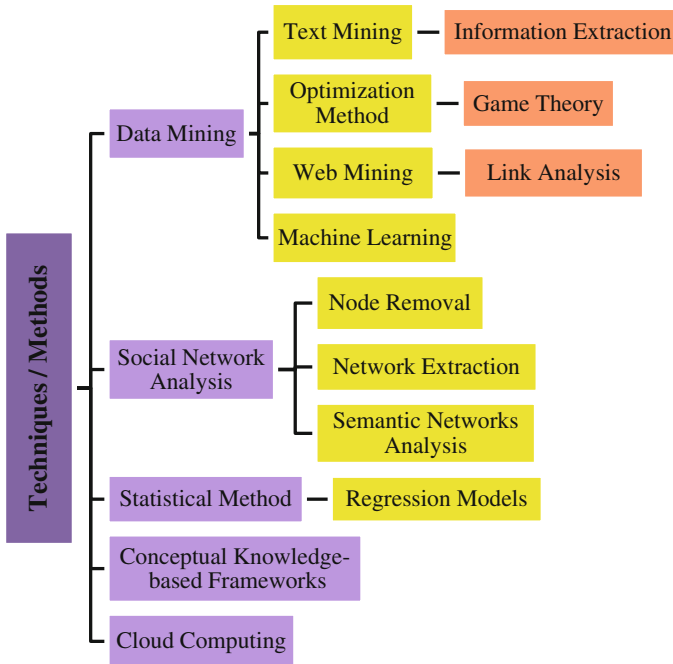 Techniques / Methods
Data Mining
Text Mining
Information Extraction
Optimization
Method
Game Theory
Web Mining
Link Analysis
Machine Learning
Social Network
Analysis
Node Removal
Network Extraction
Semantic Networks
Analysis
Statistical Method
Regression Models
Conceptual Knowledge-
based Frameworks
Cloud Computing